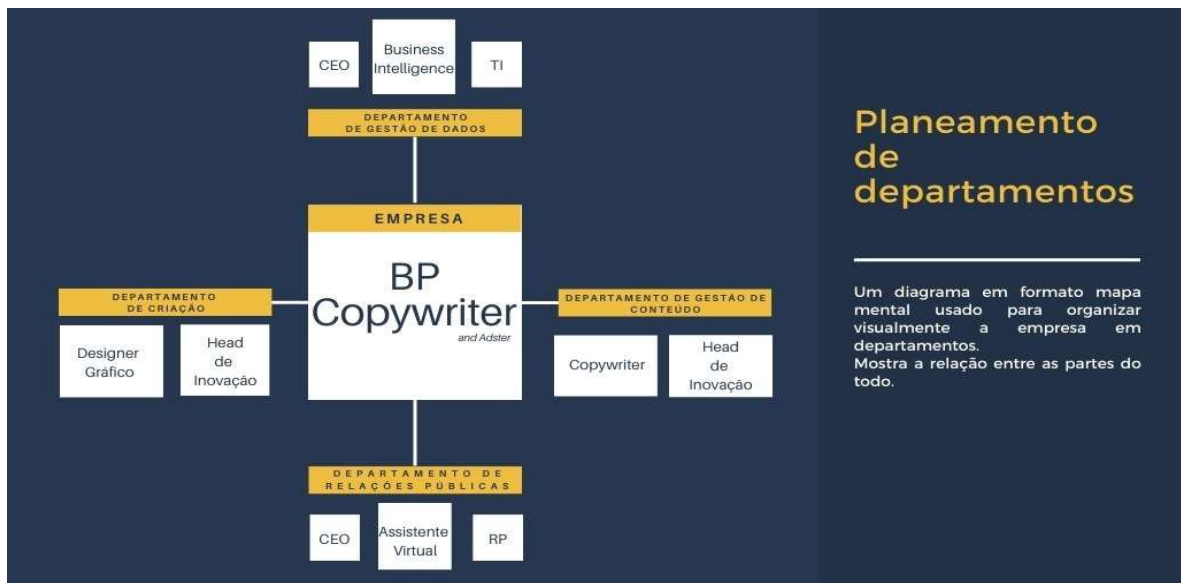 CEO
Business
Intelligence
TI
DEPARTAMENTO
DE GESTÃO DE DADOS
EMPRESA
BP
Copywriter
and Adster
DEPARTAMENTO
DE CRIAÇÃO
Designer
Gráfico
Head
de
Inovação
DEPARTAMENTO DE GESTÃO DE
CONTEÚDO
Copywriter
Head
de
Inovação
DEPARTAMENTO DE
RELAÇÕES PÚBLICAS
CEO
Assistente
Virtual
RP
Planeamento
de
departamentos
Um diagrama em formato mapa
mental usado para organizar
visualmente a empresa em
departamentos.
Mostra a relação entre as partes do
todo.